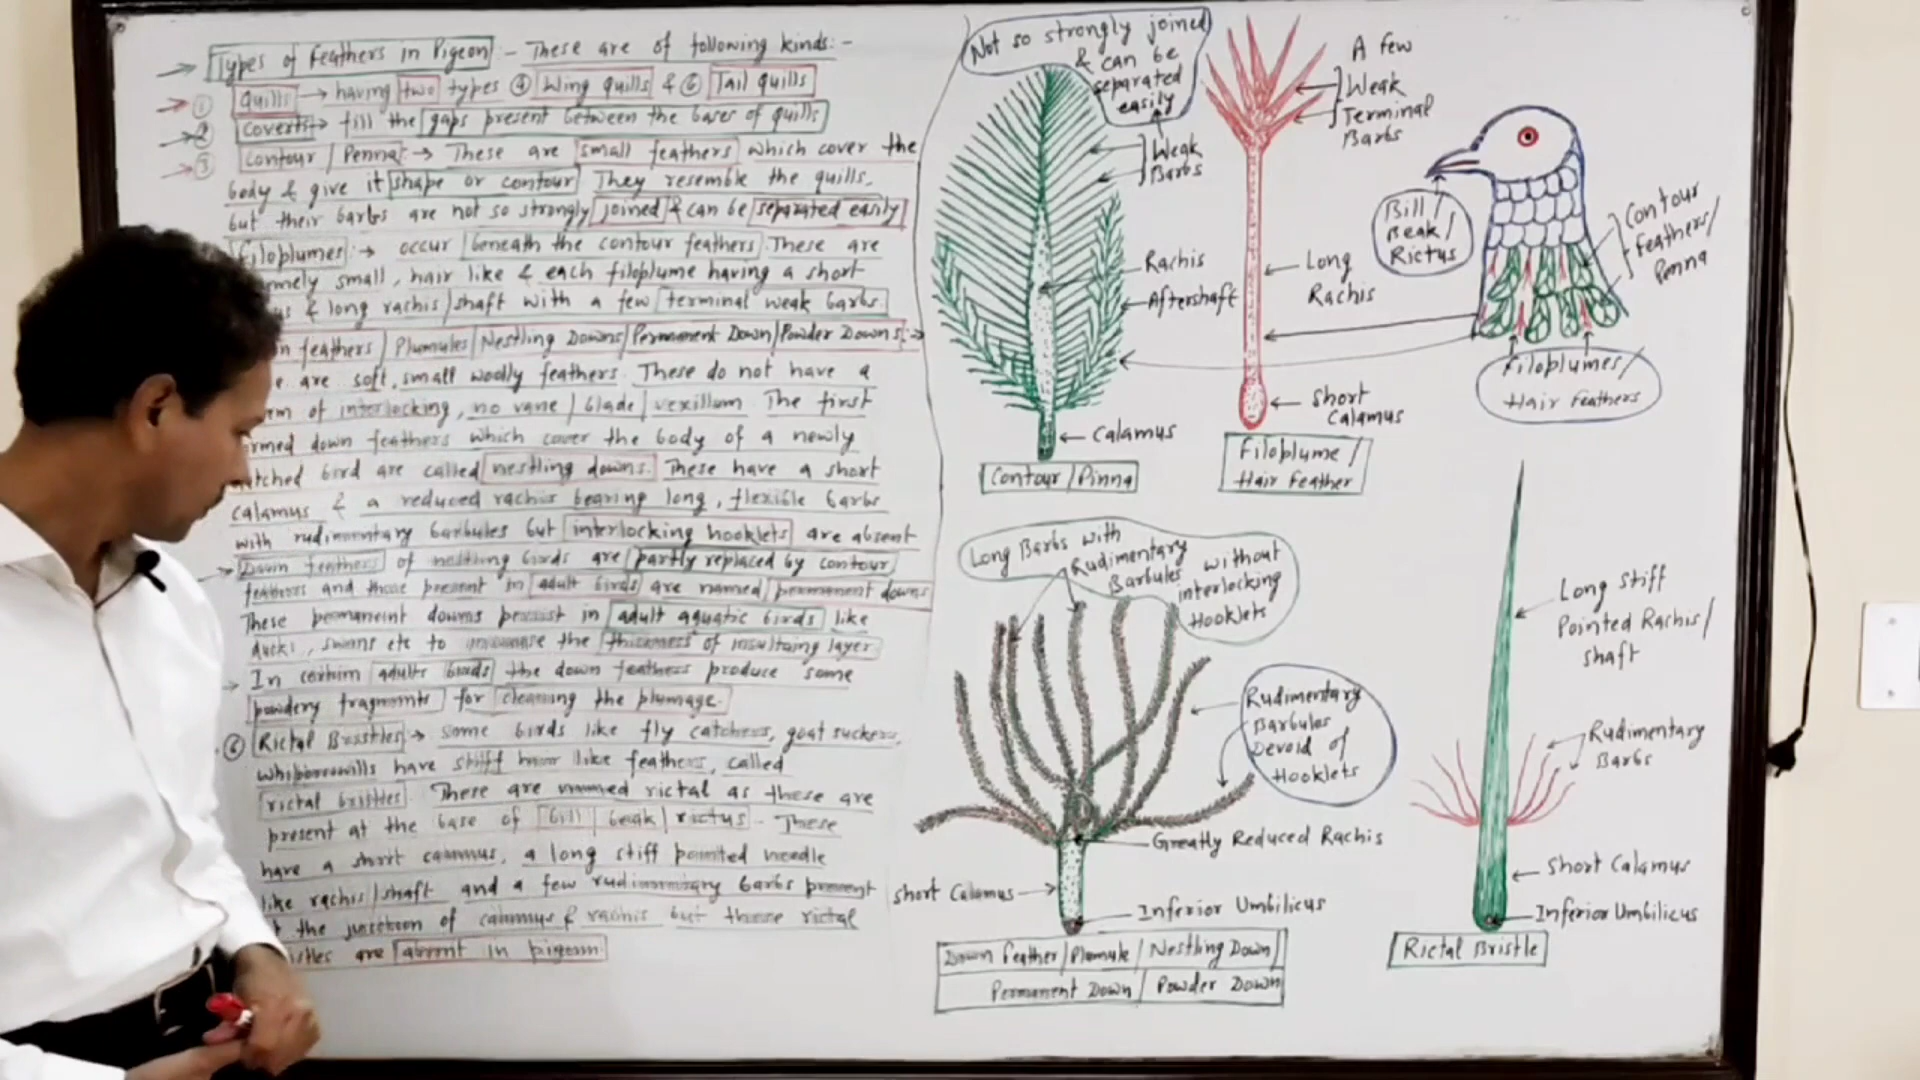 Types of Feathers in Pigeon :- These are of following kinds:-
① Quills → having two types ⓐ Wing quills & ⓑ Tail quills
② Coverts → fill the gaps present between the bases of quills
③ Contour / Penna → These are small feathers which cover the
body & give it shape or contour They resemble the quills,
but their barbs are not so strongly joined & can be separated easily
Filoplumes :→ occur beneath the contour feathers These are
small, hair like & each filoplume having a short
& long rachis / shaft with a few terminal weak barbs
feathers / Plumules / Nestling Downs / Permanent Down / Powder Downs :→
are soft, small woolly feathers. These do not have a
of interlocking, no vane / blade / vexillum The first
down feathers which cover the body of a newly
bird are called nestling downs. These have a short
calamus & a reduced rachis bearing long, flexible barbs
with rudimentary barbules but interlocking hooklets are absent
→ Down feathers of nestling birds are partly replaced by contour
feathers and those present in adult birds are named permanent downs
These permanent downs persist in adult aquatic birds like
ducks, swans etc to increase the thickness of insulting layer
→ In certain adults birds the down feathers produce some
powdery fragments for cleaning the plumage.
⑥ Rictal Bristles → some birds like fly catchers, goat suckers,
whiporrowills have stiff hair like feathers, called
rictal bristles. These are named rictal as these are
present at the base of bill / beak / rictus - These
have a short calamus, a long stiff pointed needle
like rachis / shaft and a few rudimentary barbs present
the junction of calamus & rachis but these rictal
are absent in pigeon
Not so strongly joined
& can be
separated
easily
Weak
Barbs
Rachis
Aftershaft
Calamus
Contour / Pinna
A few
Weak
Terminal
Barbs
Long
Rachis
Short
Calamus
Filoplume /
Hair Feather
Bill /
Beak /
Rictus
Contour
Feathers /
Penna
Filoplumes /
Hair Feathers
Long Barbs with
Rudimentary
Barbules without
interlocking
Hooklets
Rudimentary
Barbules
Devoid of
Hooklets
Greatly Reduced Rachis
Short Calamus
Inferior Umbilicus
Down Feather / Plumule / Nestling Down /
Permanent Down / Powder Down
Long Stiff
Pointed Rachis /
Shaft
Rudimentary
Barbs
Short Calamus
Inferior Umbilicus
Rictal Bristle